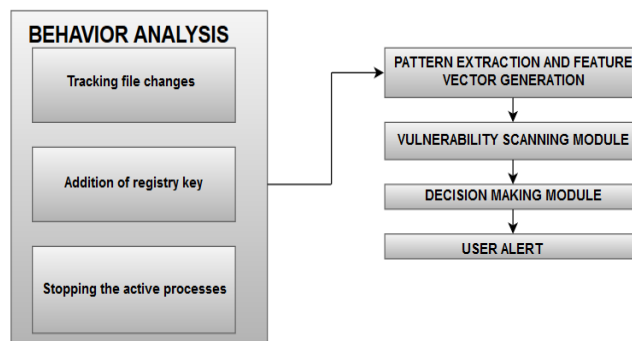 BEHAVIOR ANALYSIS
Tracking file changes
Addition of registry key
Stopping the active processes
PATTERN EXTRACTION AND FEATURE
VECTOR GENERATION
VULNERABILITY SCANNING MODULE
DECISION MAKING MODULE
USER ALERT